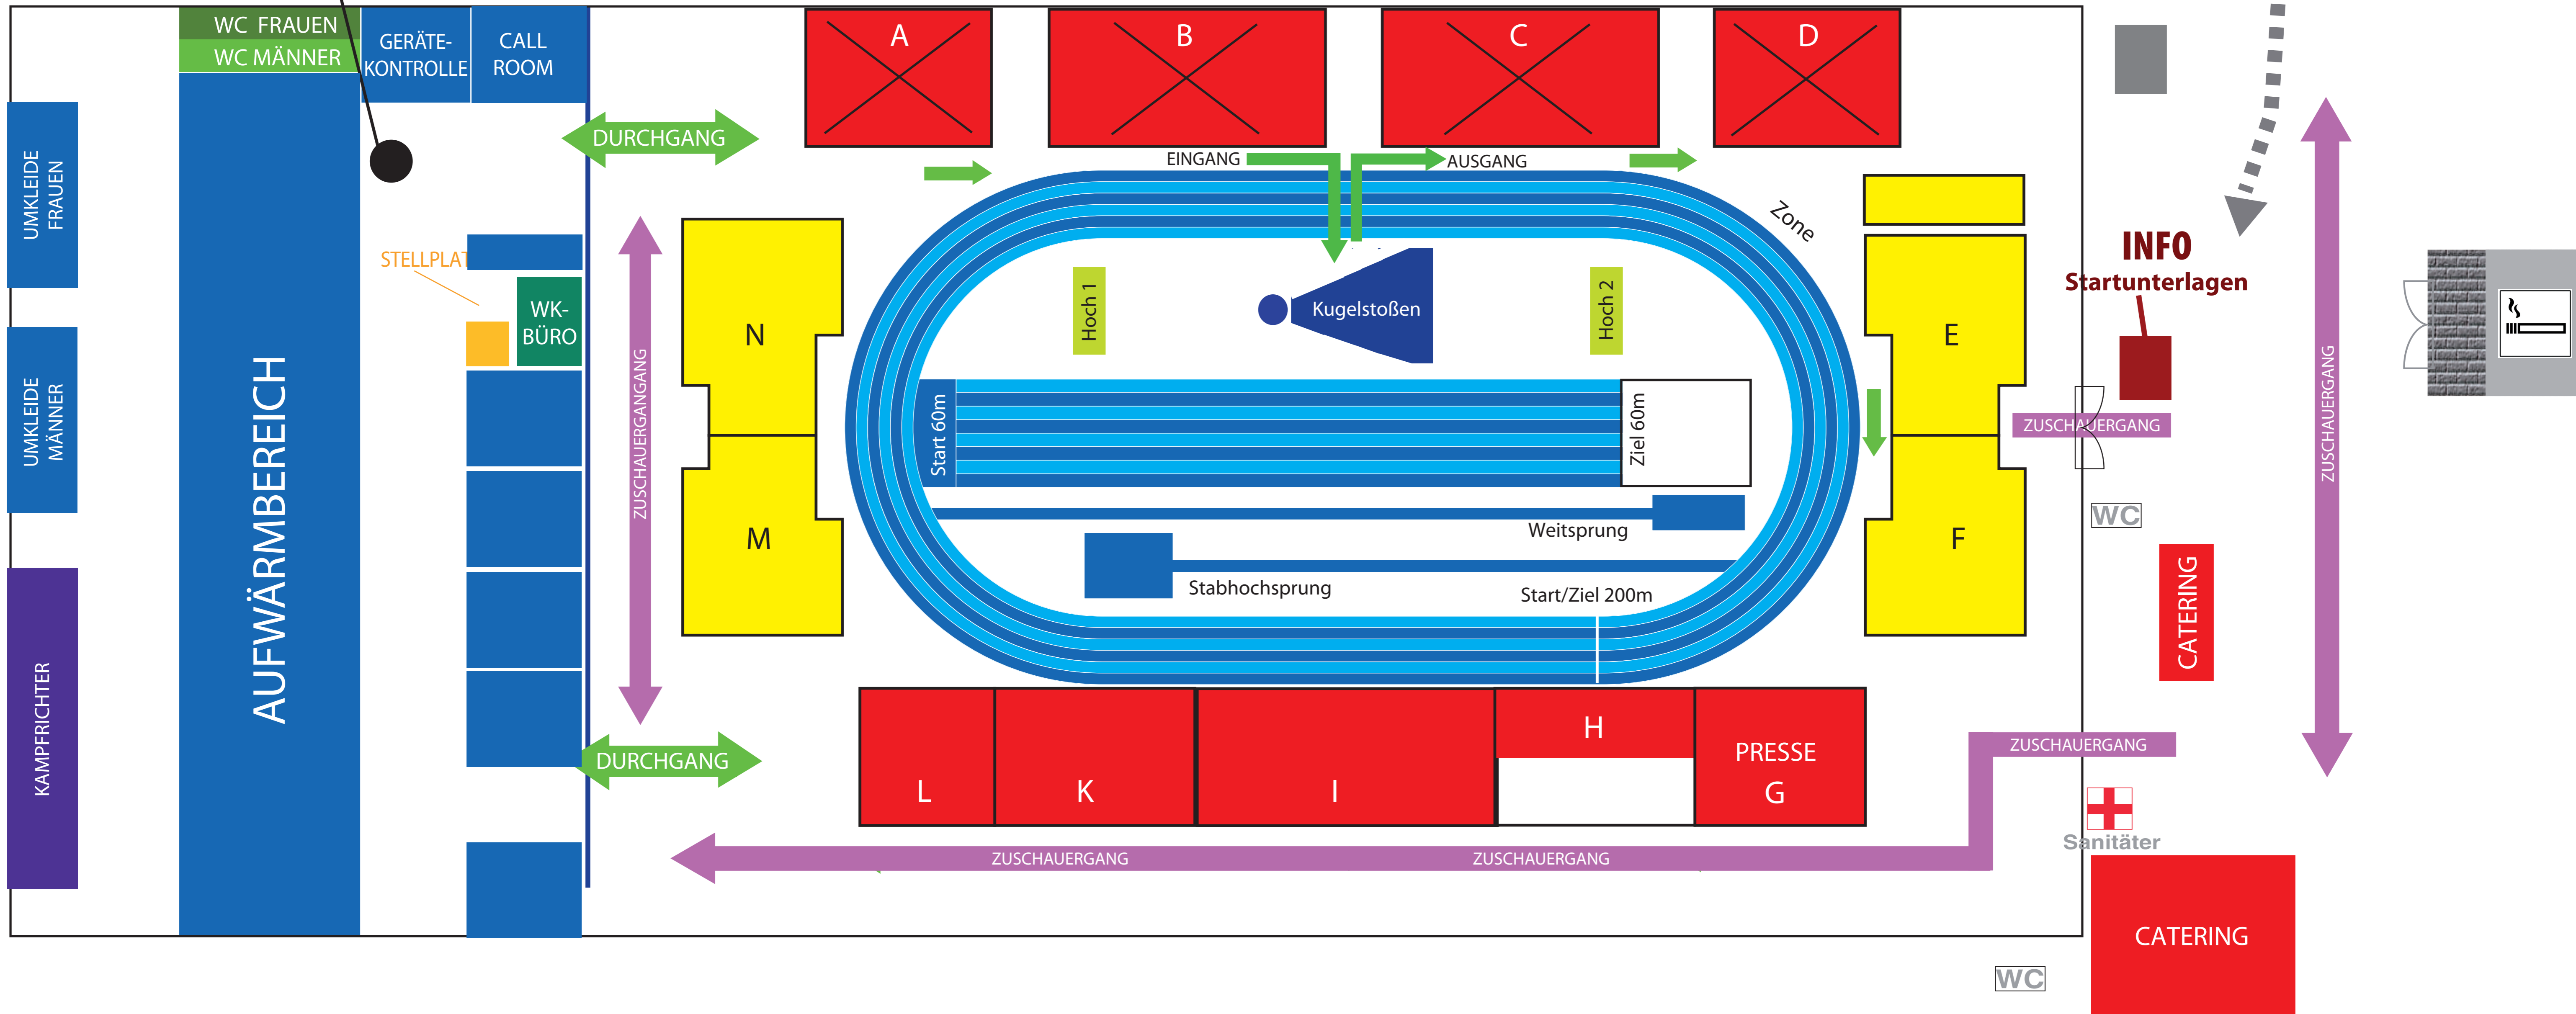 WC FRAUEN
WC MÄNNER
GERÄTE-
KONTROLLE
CALL
ROOM
UMKLEIDE
FRAUEN
UMKLEIDE
MÄNNER
KAMPFRICHTER
AUFWÄRMBEREICH
STELLPLAT
WK-
BÜRO
DURCHGANG
ZUSCHAUERGANGANG
DURCHGANG
A
B
C
D
EINGANG
AUSGANG
Zone
N
M
Hoch 1
Kugelstoßen
Hoch 2
Start 60m
Ziel 60m
Weitsprung
Stabhochsprung
Start/Ziel 200m
E
F
L
K
I
H
PRESSE
G
ZUSCHAUERGANG
ZUSCHAUERGANG
ZUSCHAUERGANG
INFO
Startunterlagen
ZUSCHAUERGANG
ZUSCHAUERGANG
WC
CATERING
Sanitäter
CATERING
WC